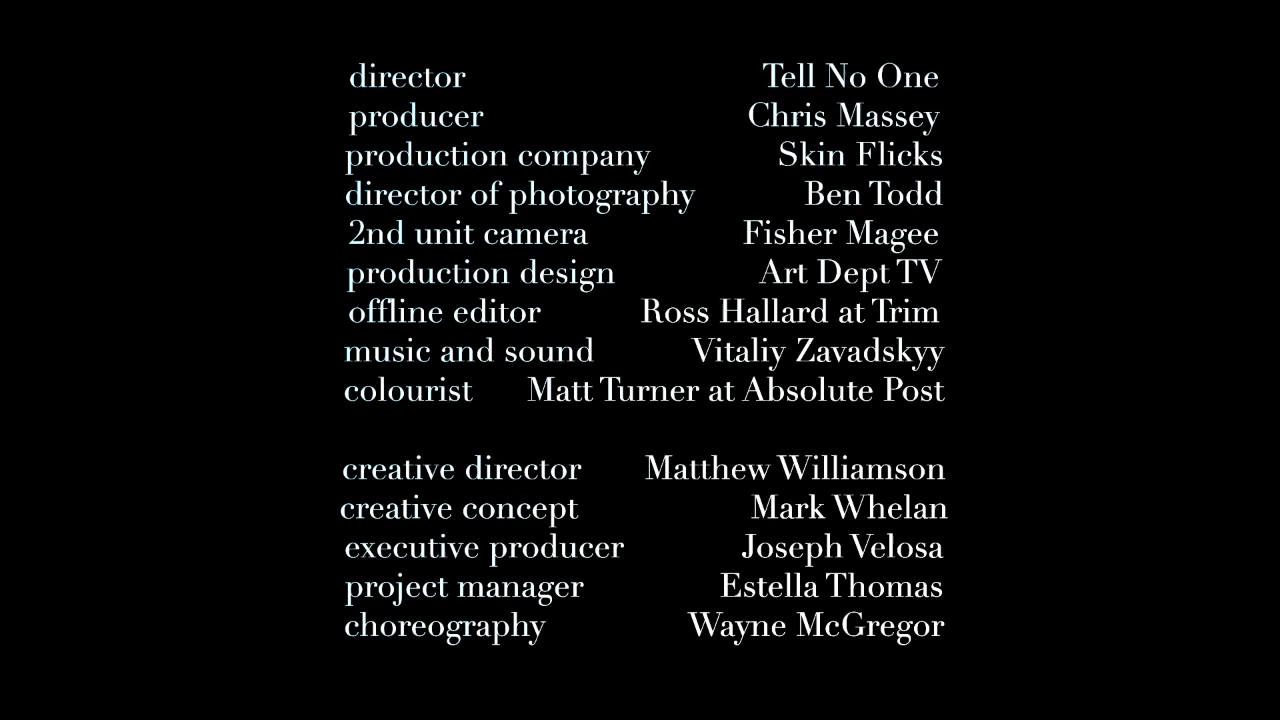 director Tell No One
producer Chris Massey
production company Skin Flicks
director of photography Ben Todd
2nd unit camera Fisher Magee
production design Art Dept TV
offline editor Ross Hallard at Trim
music and sound Vitaliy Zavadskyy
colourist Matt Turner at Absolute Post
creative director Matthew Williamson
creative concept Mark Whelan
executive producer Joseph Velosa
project manager Estella Thomas
choreography Wayne McGregor